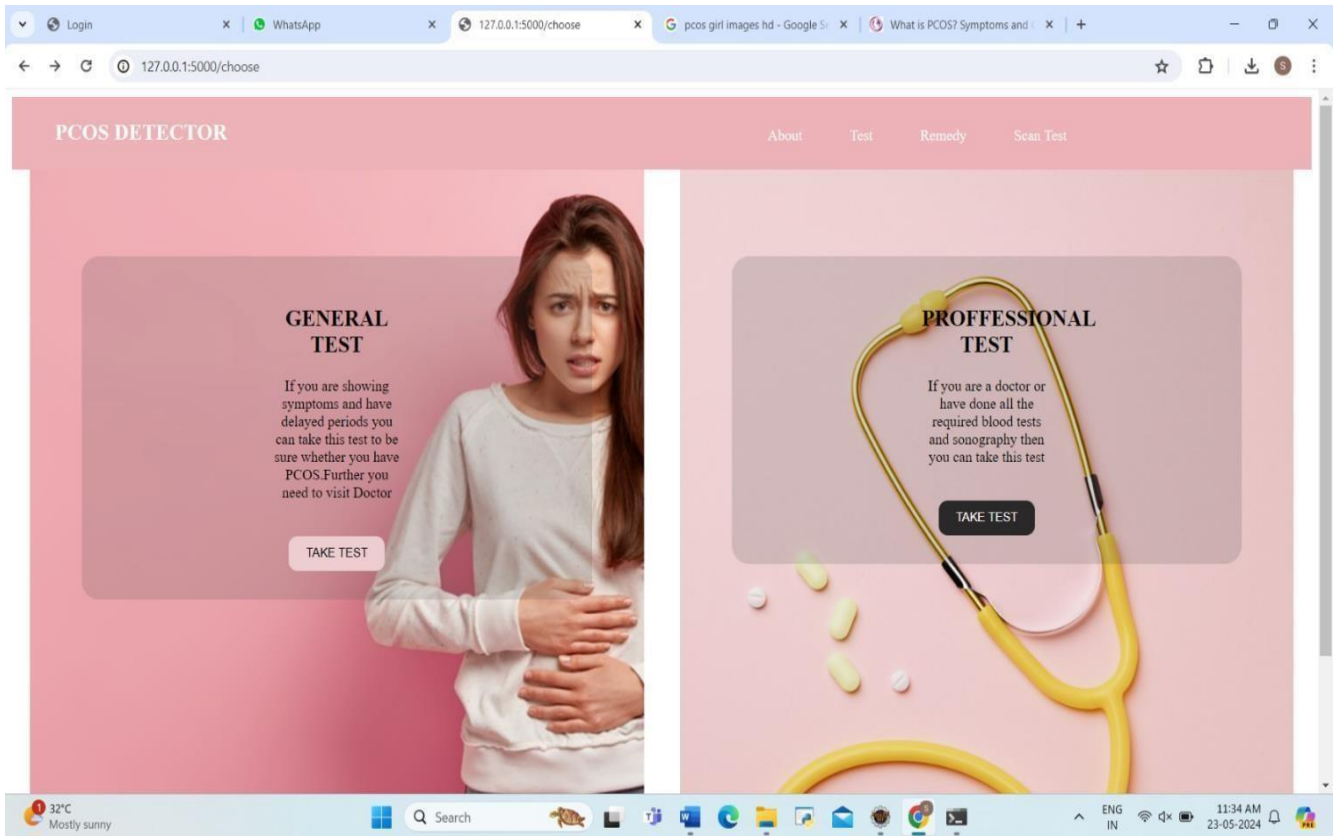 Login
WhatsApp
127.0.0.1:5000/choose
pcos girl images hd - Google Se
What is PCOS? Symptoms and
127.0.0.1:5000/choose
S
PCOS DETECTOR
About
Test
Remedy
Scan Test
GENERAL
TEST
If you are showing
symptoms and have
delayed periods you
can take this test to be
sure whether you have
PCOS.Further you
need to visit Doctor
TAKE TEST
PROFFESSIONAL
TEST
If you are a doctor or
have done all the
required blood tests
and sonography then
you can take this test
TAKE TEST
1
32°C
Mostly sunny
Search
ENG
IN
11:34 AM
23-05-2024
PRE